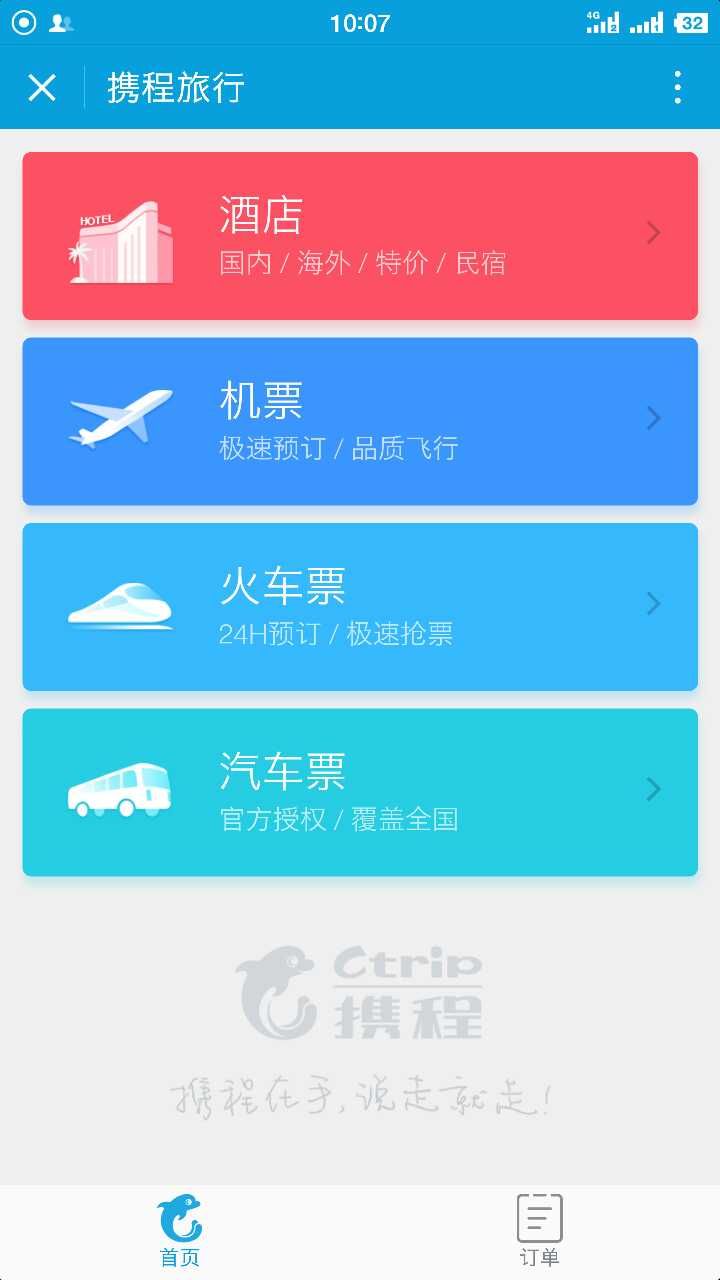 10:07
4G
2
1
32
携程旅行
HOTEL
酒店
国内 / 海外 / 特价 / 民宿
机票
极速预订 / 品质飞行
火车票
24H预订 / 极速抢票
汽车票
官方授权 / 覆盖全国
Ctrip
携程
携程在手,说走就走!
首页
订单